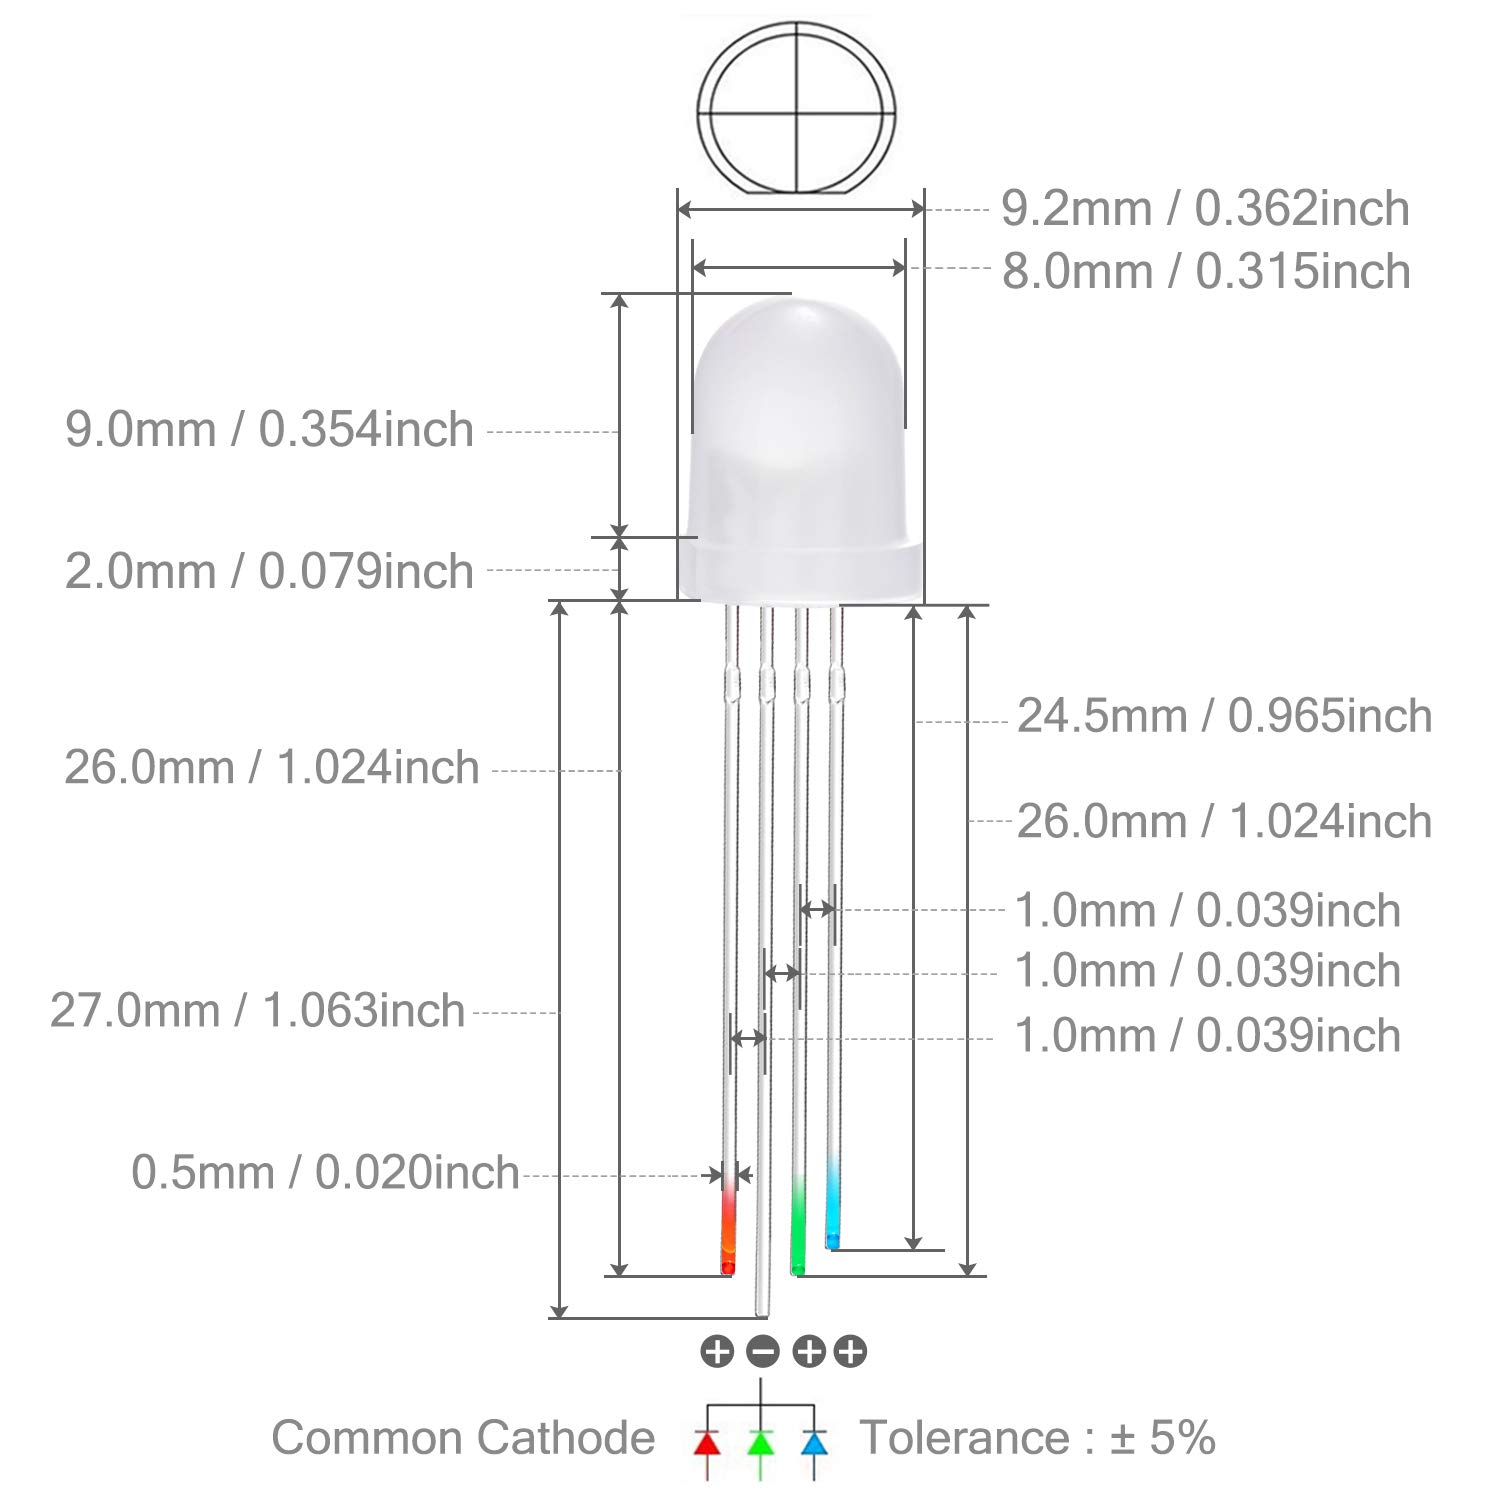 9.2mm / 0.362inch
8.0mm / 0.315inch
9.0mm / 0.354inch
2.0mm / 0.079inch
24.5mm / 0.965inch
26.0mm / 1.024inch
26.0mm / 1.024inch
1.0mm / 0.039inch
1.0mm / 0.039inch
27.0mm / 1.063inch
1.0mm / 0.039inch
0.5mm / 0.020inch
+ − + +
Common Cathode
Tolerance : ± 5%